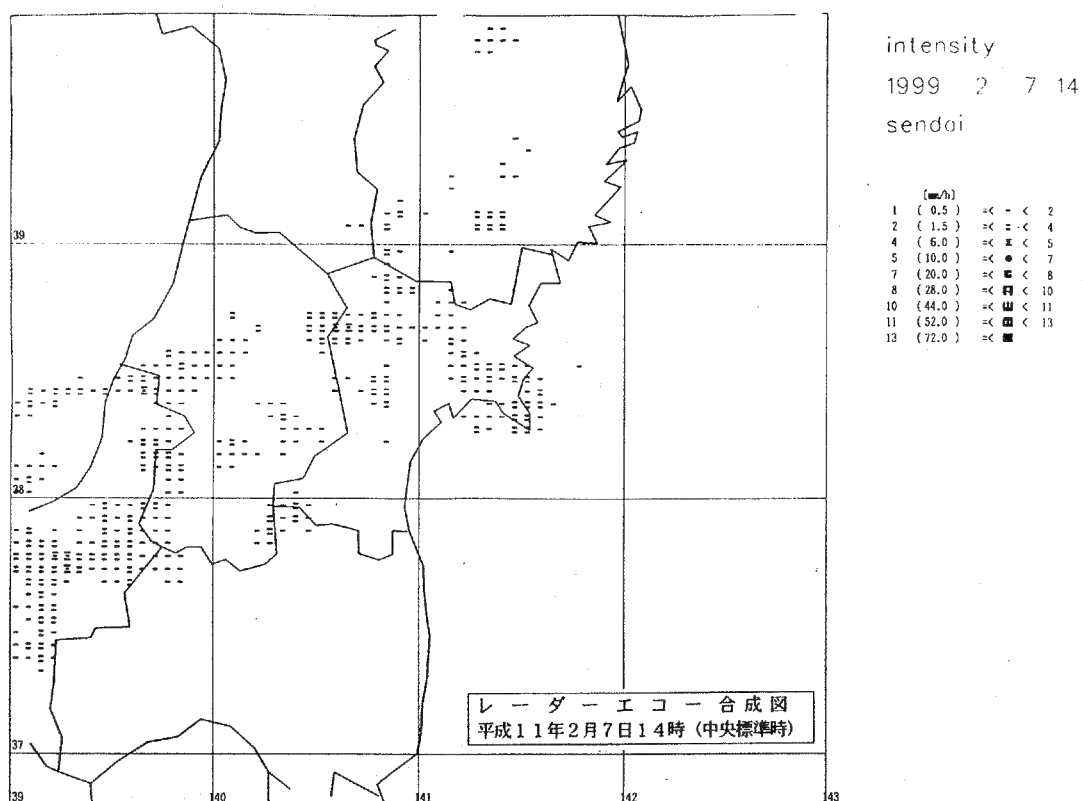 intensity
1999 2 7 14
sendai
[mm/h]
1 ( 0.5 ) =< - < 2
2 ( 1.5 ) =< = < 4
4 ( 6.0 ) =< < 5
5 (10.0 ) =< ● < 7
7 (20.0 ) =< < 8
8 (28.0 ) =< < 10
10 (44.0 ) =< < 11
11 (52.0 ) =< < 13
13 (72.0 ) =< ■
39
38
37
レーダーエコー合成図
平成11年2月7日14時 (中央標準時)
39 140 141 142 143